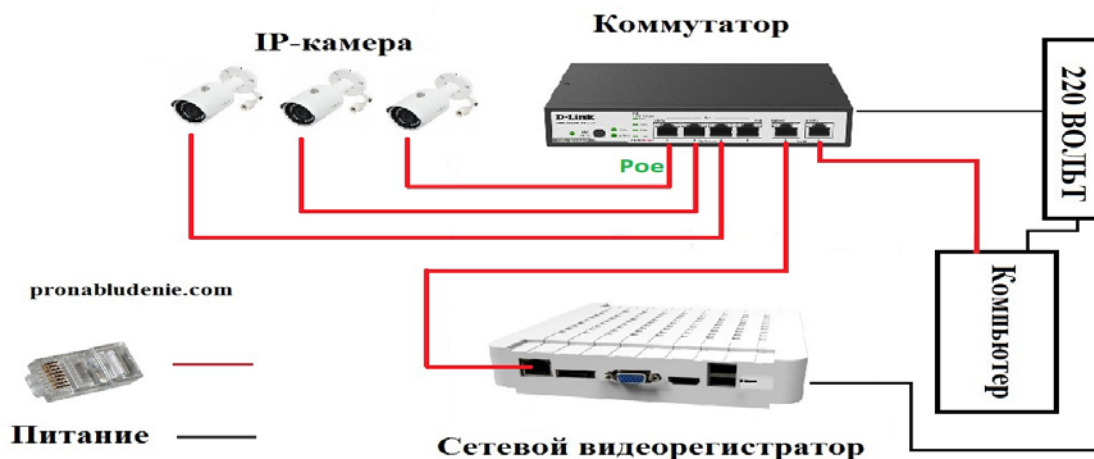 Коммутатор
IP-камера
D-Link
Poe
220 ВОЛЬТ
Компьютер
pronabludenie.com
Питание
Сетевой видеорегистратор